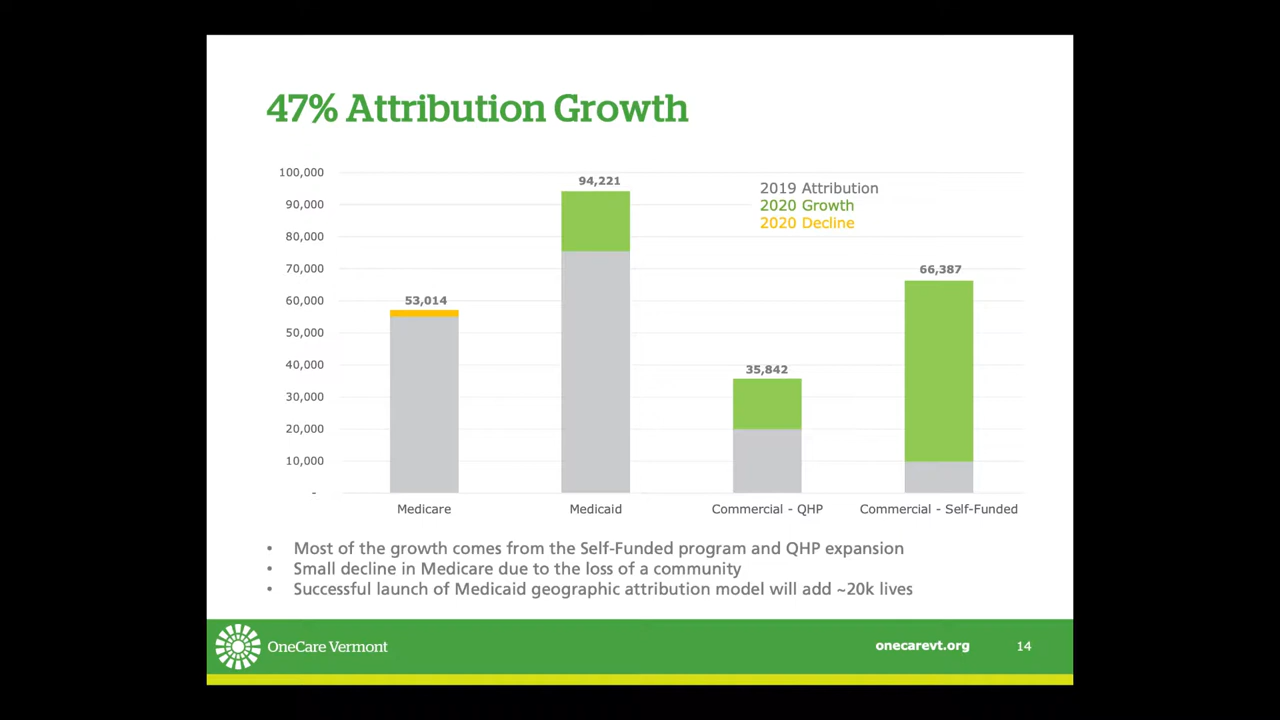 47% Attribution Growth
100,000
90,000
80,000
70,000
60,000
50,000
40,000
30,000
20,000
10,000
-
53,014
94,221
35,842
66,387
2019 Attribution
2020 Growth
2020 Decline
Medicare
Medicaid
Commercial - QHP
Commercial - Self-Funded
• Most of the growth comes from the Self-Funded program and QHP expansion
• Small decline in Medicare due to the loss of a community
• Successful launch of Medicaid geographic attribution model will add ~20k lives
OneCare Vermont
onecarevt.org
14